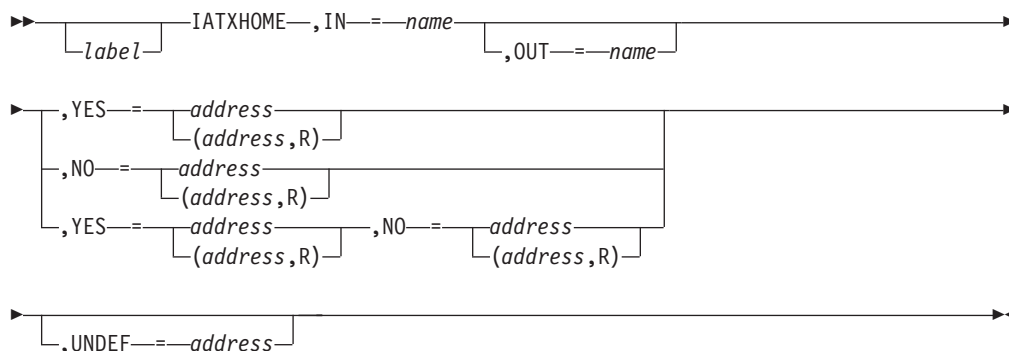 IATXHOME ,IN = name
label ,OUT = name
,YES = address
(address,R)
,NO = address
(address,R)
,YES = address ,NO = address
(address,R) (address,R)
,UNDEF = address